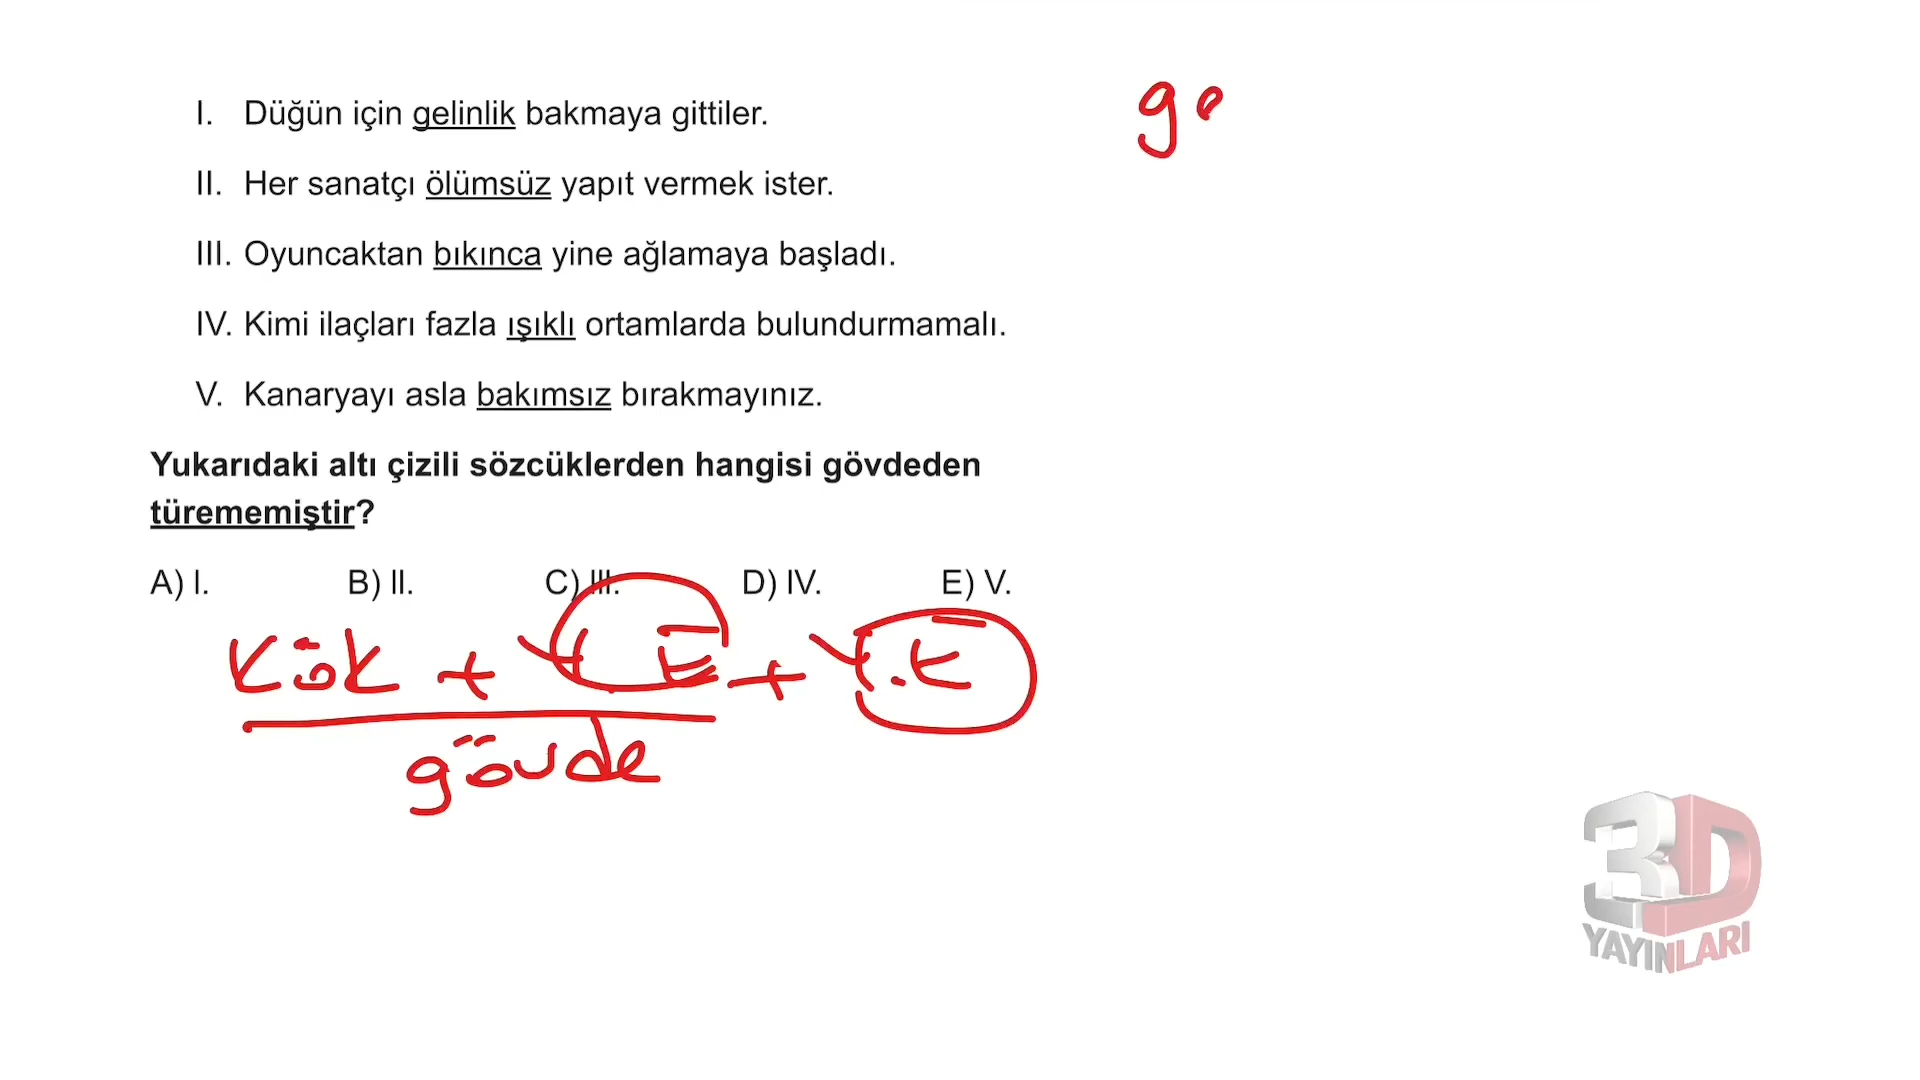 I. Düğün için gelinlik bakmaya gittiler.
II. Her sanatçı ölümsüz yapıt vermek ister.
III. Oyuncaktan bıkınca yine ağlamaya başladı.
IV. Kimi ilaçları fazla ışıklı ortamlarda bulundurmamalı.
V. Kanaryayı asla bakımsız bırakmayınız.
Yukarıdaki altı çizili sözcüklerden hangisi gövdeden
türememiştir?
A) I. B) II. C) III. D) IV. E) V.
kök + Y.E + Y.E
gövde
ge
3D
YAYINLARI